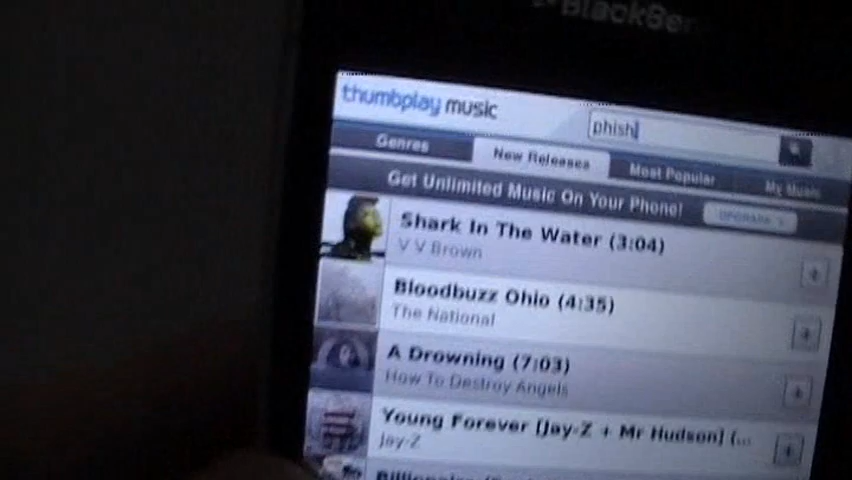 BlackBerr
thumbplay music
phish
Genres
New Releases
Most Popular
My Music
Get Unlimited Music On Your Phone!
UPGRADE
Shark In The Water (3:04)
V V Brown
Bloodbuzz Ohio (4:35)
The National
A Drowning (7:03)
How To Destroy Angels
Young Forever [Jay-Z + Mr Hudson] (...
Jay-Z